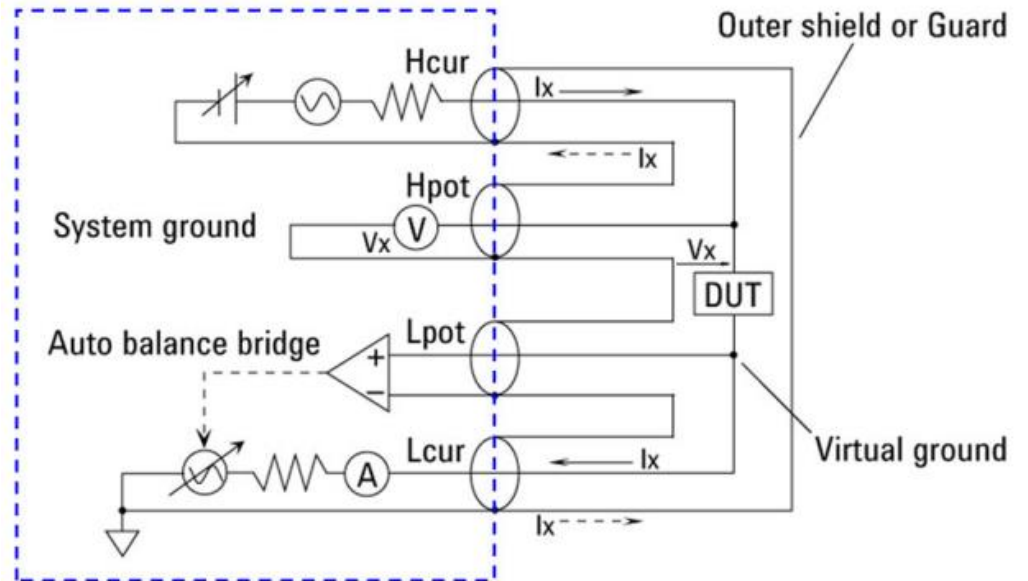 Outer shield or Guard
Hcur
Ix
Ix
Hpot
System ground
V
Vx
Vx
DUT
Auto balance bridge
Lpot
+
−
Lcur
Virtual ground
A
Ix
Ix